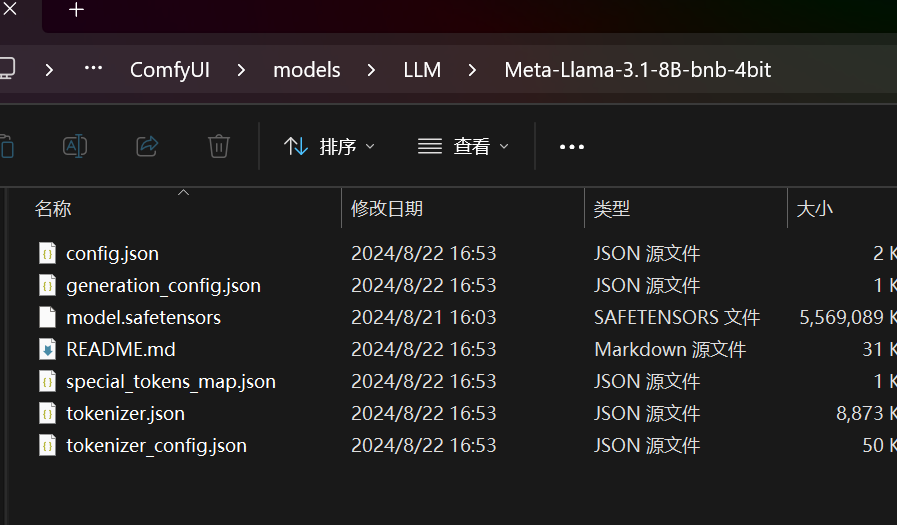 ComfyUI > models > LLM > Meta-Llama-3.1-8B-bnb-4bit
排序 查看
名称 修改日期 类型 大小
config.json 2024/8/22 16:53 JSON 源文件 2 K
generation_config.json 2024/8/22 16:53 JSON 源文件 1 K
model.safetensors 2024/8/21 16:03 SAFETENSORS 文件 5,569,089 K
README.md 2024/8/22 16:53 Markdown 源文件 31 K
special_tokens_map.json 2024/8/22 16:53 JSON 源文件 1 K
tokenizer.json 2024/8/22 16:53 JSON 源文件 8,873 K
tokenizer_config.json 2024/8/22 16:53 JSON 源文件 50 K